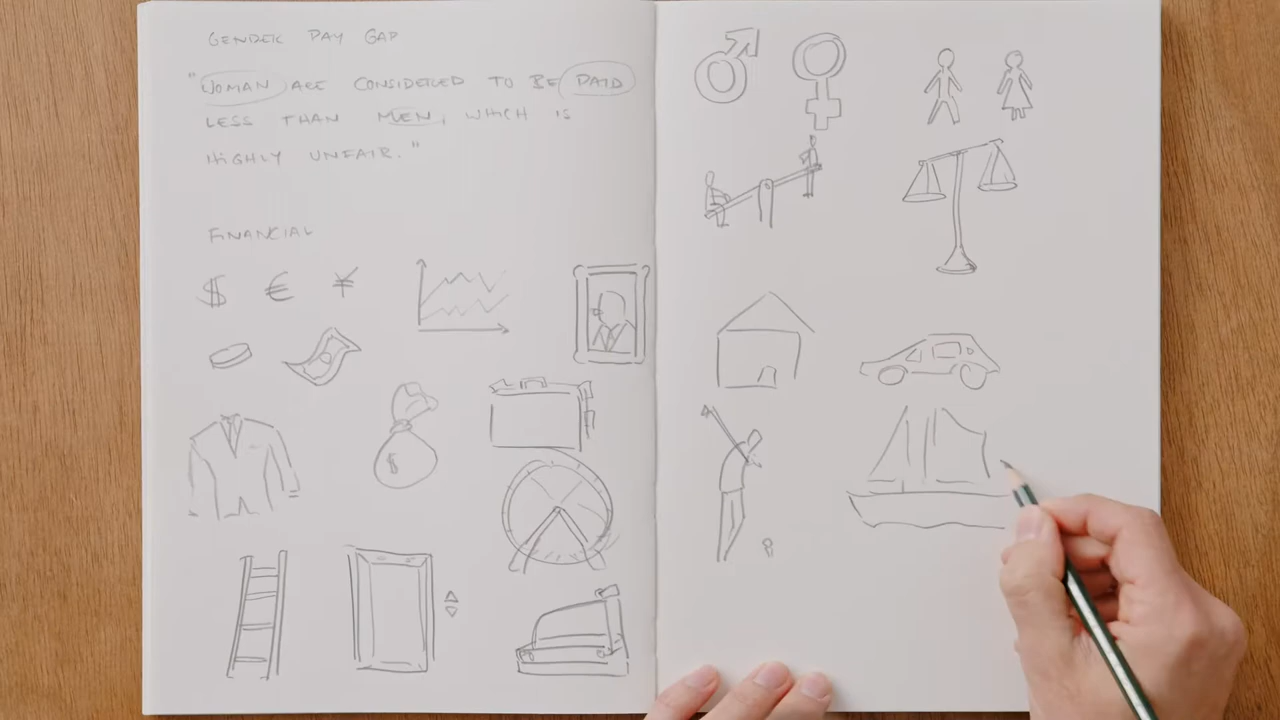 GENDER PAY GAP
"WOMAN ARE CONSIDERED TO BE PAID
LESS THAN MEN, WHICH IS
HIGHLY UNFAIR."
FINANCIAL
$ € ¥
$